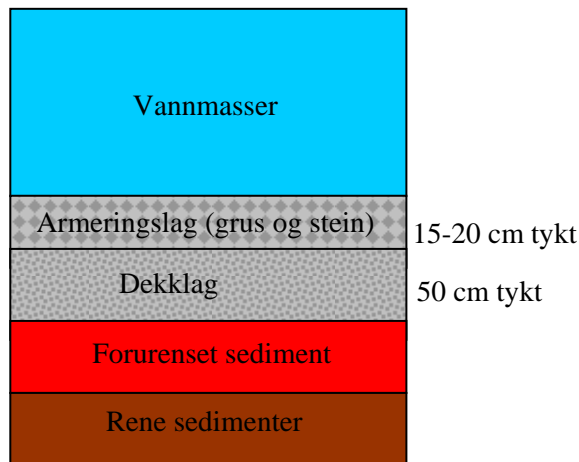 Vannmasser
Armeringslag (grus og stein)
15-20 cm tykt
Dekklag
50 cm tykt
Forurenset sediment
Rene sedimenter